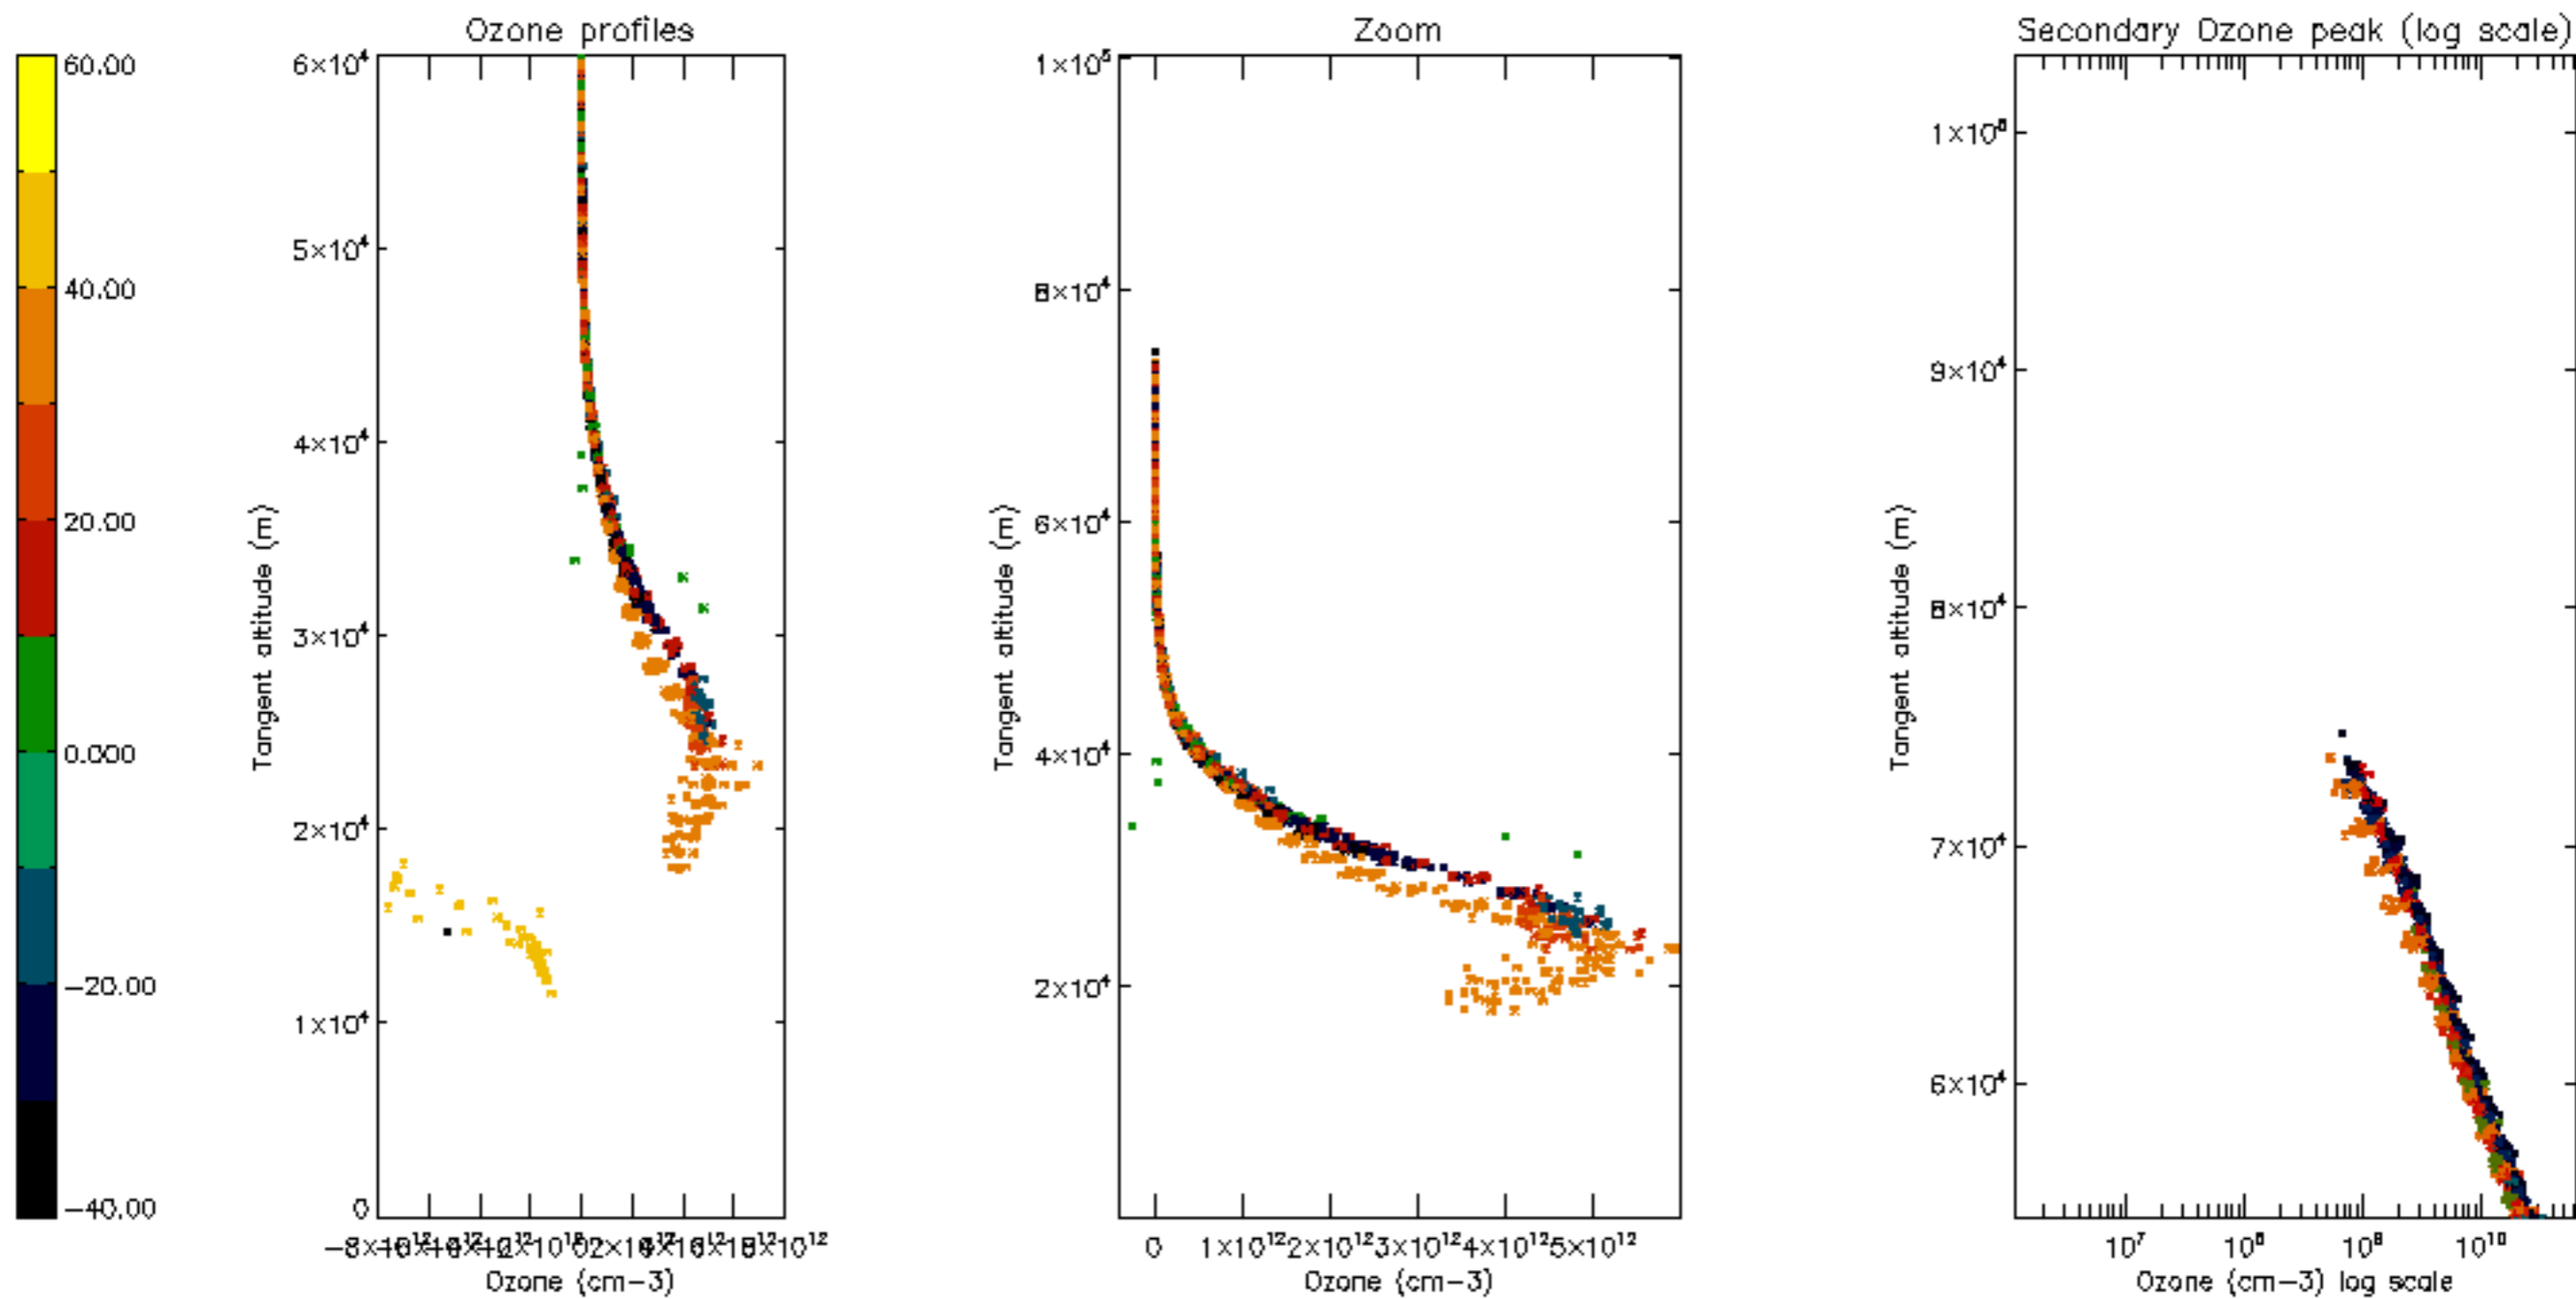 Ozone profiles
Zoom
Secondary Ozone peak (log scale)
60.00
40.00
20.00
0.000
−20.00
−40.00
Tangent altitude (m)
6×10⁴
5×10⁴
4×10⁴
3×10⁴
2×10⁴
1×10⁴
0
0
8×10¹²
Ozone (cm−3)
Tangent altitude (m)
1×10⁵
8×10⁴
6×10⁴
4×10⁴
2×10⁴
0 1×10¹² 2×10¹² 3×10¹² 4×10¹² 5×10¹²
Ozone (cm−3)
Tangent altitude (m)
9×10⁴
8×10⁴
7×10⁴
6×10⁴
10⁷ 10⁸ 10⁹ 10¹⁰
Ozone (cm−3) log scale